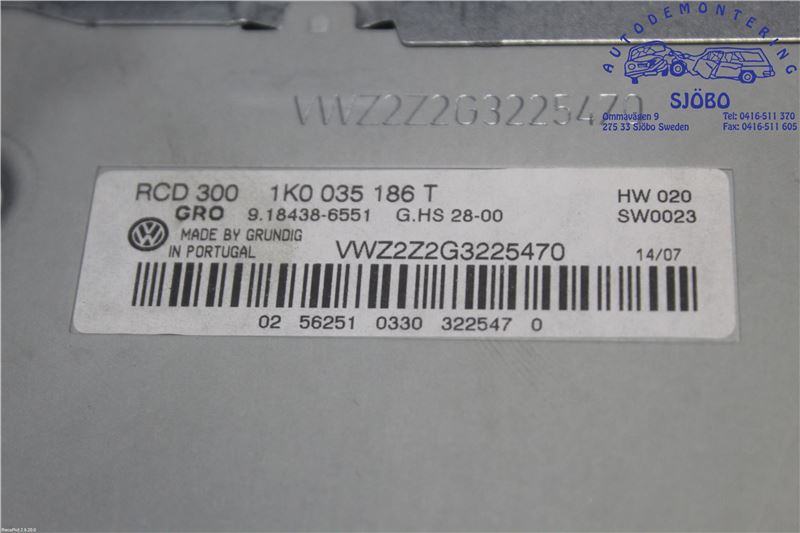 AUTODEMONTERING
SJÖBO
Ommavägen 9
275 33 Sjöbo Sweden
Tel: 0416-511 370
Fax: 0416-511 605
VWZ2Z2G3225470
RCD 300 1K0 035 186 T HW 020
GRO 9.18438-6551 G.HS 28-00 SW0023
MADE BY GRUNDIG
IN PORTUGAL
VWZ2Z2G3225470 14/07
02 56251 0330 322547 0